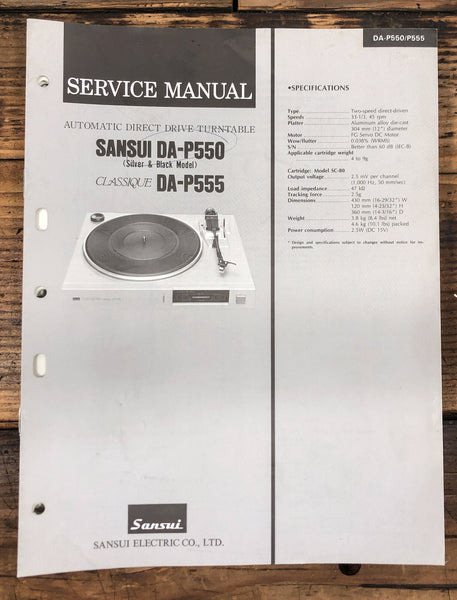 DA-P550/P555
SERVICE MANUAL
AUTOMATIC DIRECT DRIVE TURNTABLE
SANSUI DA-P550
(Silver & Black Model)
CLASSIQUE DA-P555
Sansui
SANSUI ELECTRIC CO., LTD.
•SPECIFICATIONS
Type Two-speed direct-driven
Speeds 33-1/3, 45 rpm
Platter Aluminum alloy die-cast
304 mm (12") diameter
Motor FG Servo DC Motor
Wow/flutter 0.038% (WRMS)
S/N Better than 60 dB (IEC-B)
Applicable cartridge weight
4 to 9g
Cartridge: Model SC-80
Output voltage 2.5 mV per channel
(1,000 Hz, 50 mm/sec)
Load impedance 47 kΩ
Tracking force 2.5g
Dimensions 430 mm (16-29/32") W
120 mm (4-23/32") H
360 mm (14-3/16") D
Weight 3.8 kg (8.4 lbs) net
4.6 kg (10.1 lbs) packed
Power consumption 2.5W (DC 15V)
* Design and specifications subject to changes without notice for im-
provements.